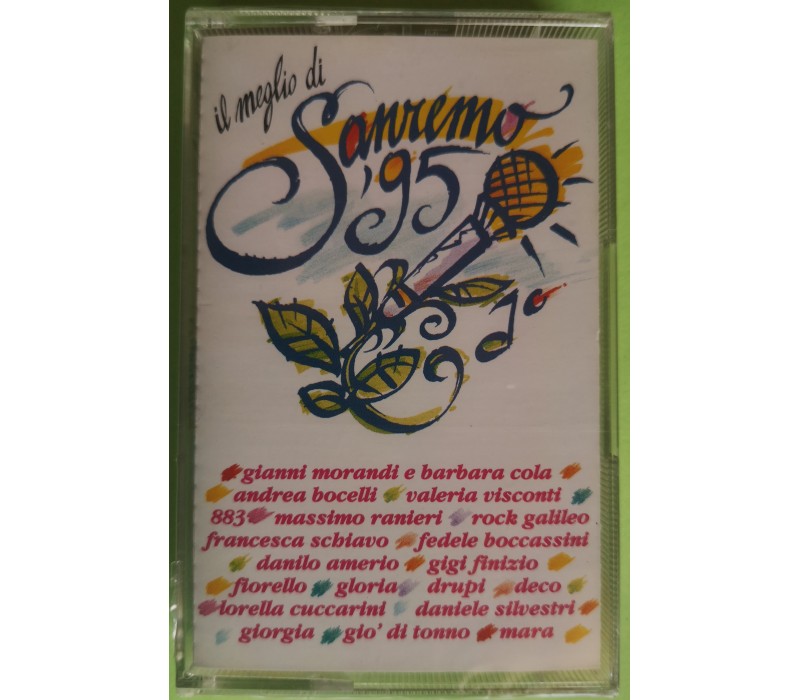 il meglio di
Sanremo
'95
gianni morandi e barbara cola
andrea bocelli valeria visconti
883 massimo ranieri rock galileo
francesca schiavo fedele boccassini
danilo amerio gigi finizio
fiorello gloria drupi deco
lorella cuccarini daniele silvestri
giorgia gio' di tonno mara